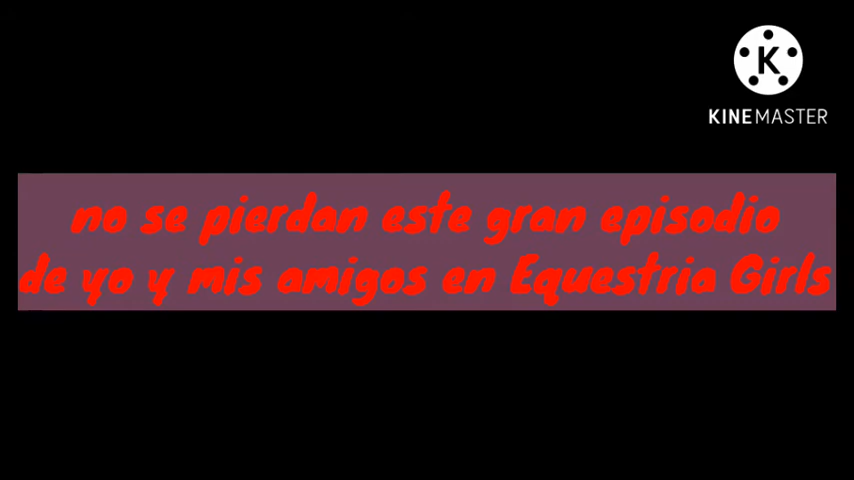 K
KINEMASTER
no se pierdan este gran episodio
de yo y mis amigos en Equestria Girls